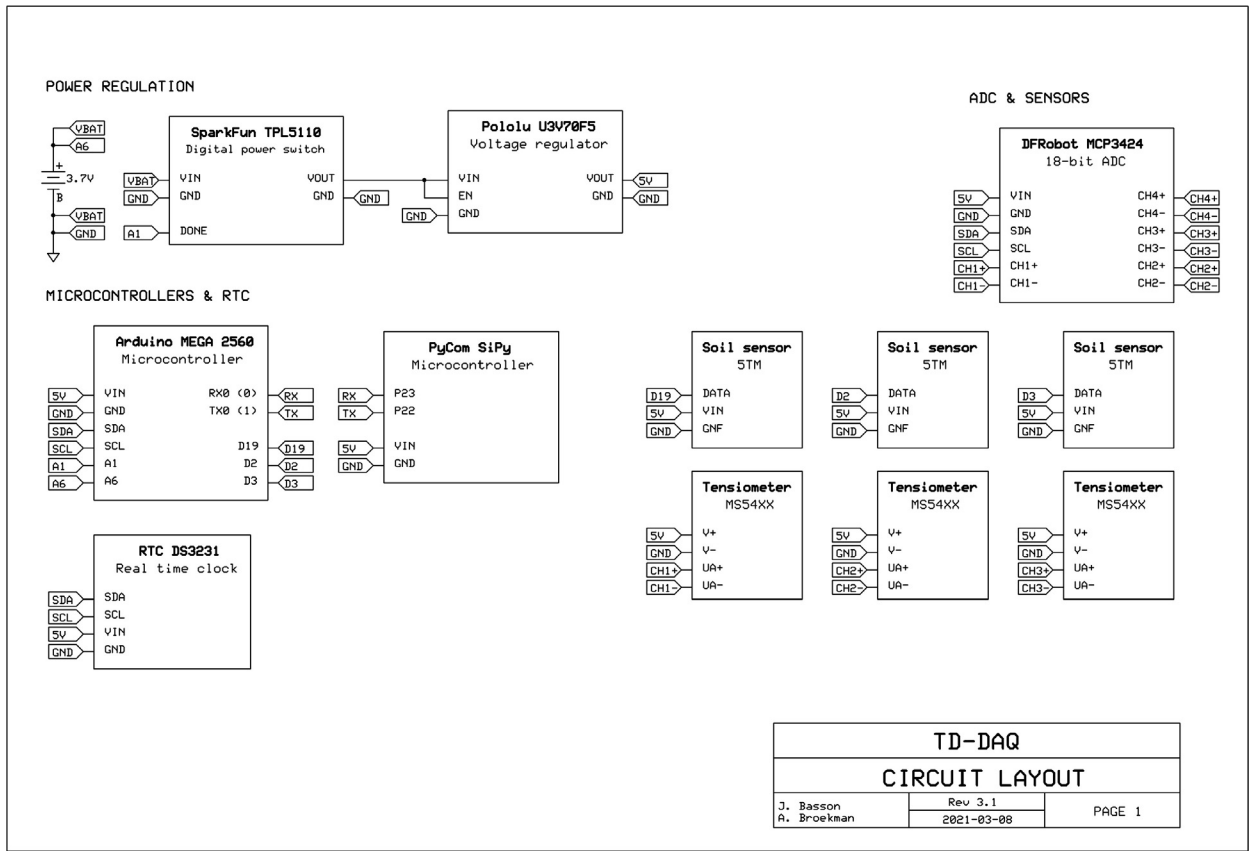 POWER REGULATION
VBAT
A6
+
3.7V
B
VBAT
GND
SparkFun TPL5110
Digital power switch
VBAT VIN VOUT
GND GND GND GND
A1 DONE
Pololu U3V70F5
Voltage regulator
VIN VOUT 5V
EN GND GND
GND GND
ADC & SENSORS
DFRobot MCP3424
18-bit ADC
5V VIN CH4+ CH4+
GND GND CH4- CH4-
SDA SDA CH3+ CH3+
SCL SCL CH3- CH3-
CH1+ CH1+ CH2+ CH2+
CH1- CH1- CH2- CH2-
MICROCONTROLLERS & RTC
Arduino MEGA 2560
Microcontroller
5V VIN RX0 (0) RX
GND GND TX0 (1) TX
SDA SDA
SCL SCL D19 D19
A1 A1 D2 D2
A6 A6 D3 D3
PyCom SiPy
Microcontroller
RX P23
TX P22
5V VIN
GND GND
Soil sensor
5TM
D19 DATA
5V VIN
GND GNF
Soil sensor
5TM
D2 DATA
5V VIN
GND GNF
Soil sensor
5TM
D3 DATA
5V VIN
GND GNF
Tensiometer
MS54XX
5V V+
GND V-
CH1+ UA+
CH1- UA-
Tensiometer
MS54XX
5V V+
GND V-
CH2+ UA+
CH2- UA-
Tensiometer
MS54XX
5V V+
GND V-
CH3+ UA+
CH3- UA-
RTC DS3231
Real time clock
SDA SDA
SCL SCL
5V VIN
GND GND
TD-DAQ
CIRCUIT LAYOUT
J. Basson
A. Broekman
Rev 3.1
2021-03-08
PAGE 1